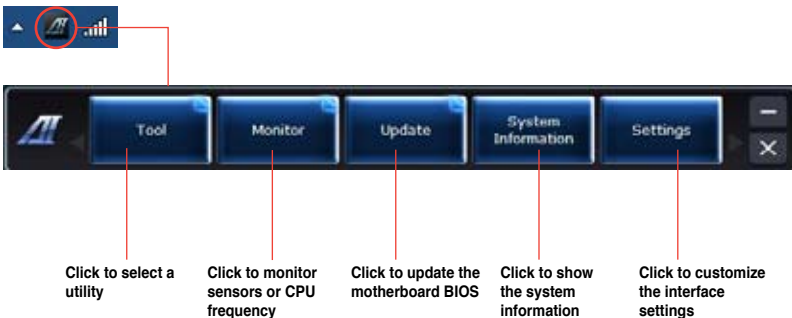 AI
Tool
Monitor
Update
System
Information
Settings
Click to select a
utility
Click to monitor
sensors or CPU
frequency
Click to update the
motherboard BIOS
Click to show
the system
information
Click to customize
the interface
settings